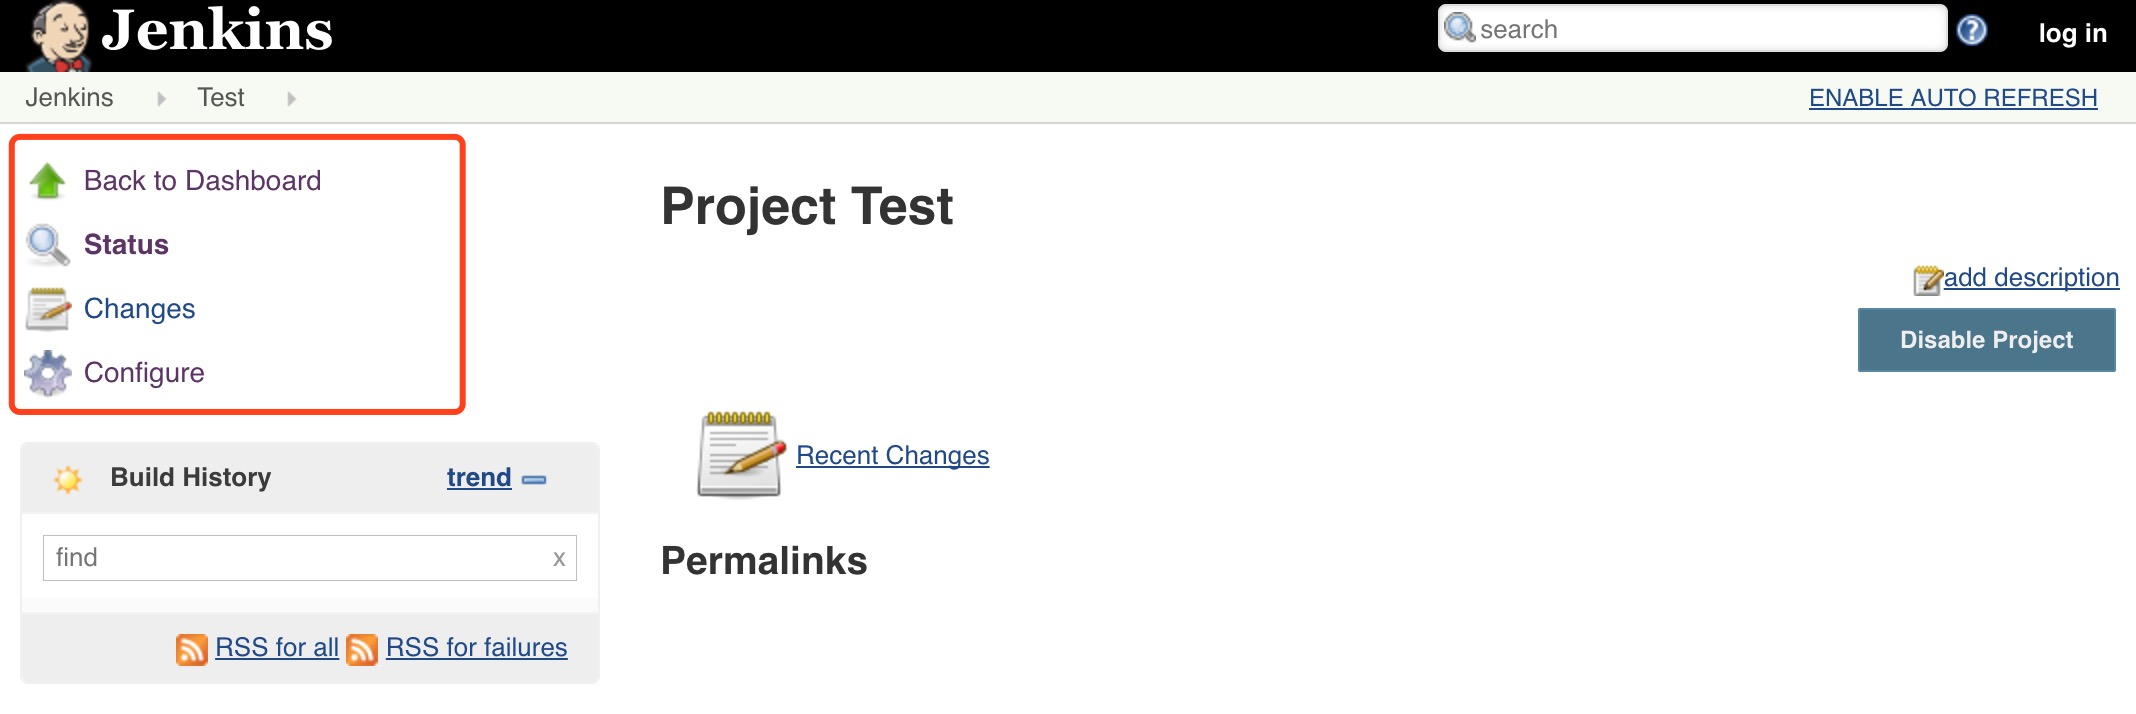 Jenkins
search
log in
Jenkins Test
ENABLE AUTO REFRESH
Back to Dashboard
Status
Changes
Configure
Build History trend
find x
RSS for all RSS for failures
Project Test
add description
Disable Project
Recent Changes
Permalinks